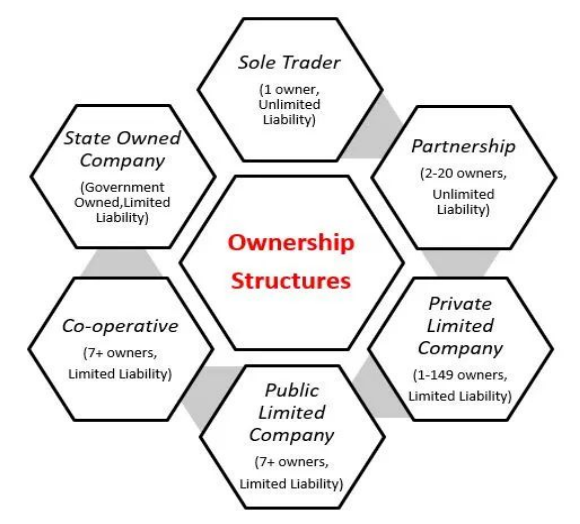 Sole Trader
(1 owner,
Unlimited
Liability)
Partnership
(2-20 owners,
Unlimited
Liability)
Private
Limited
Company
(1-149 owners,
Limited Liability)
Public
Limited
Company
(7+ owners,
Limited Liability)
Co-operative
(7+ owners,
Limited Liability)
State Owned
Company
(Government
Owned,Limited
Liability)
Ownership
Structures